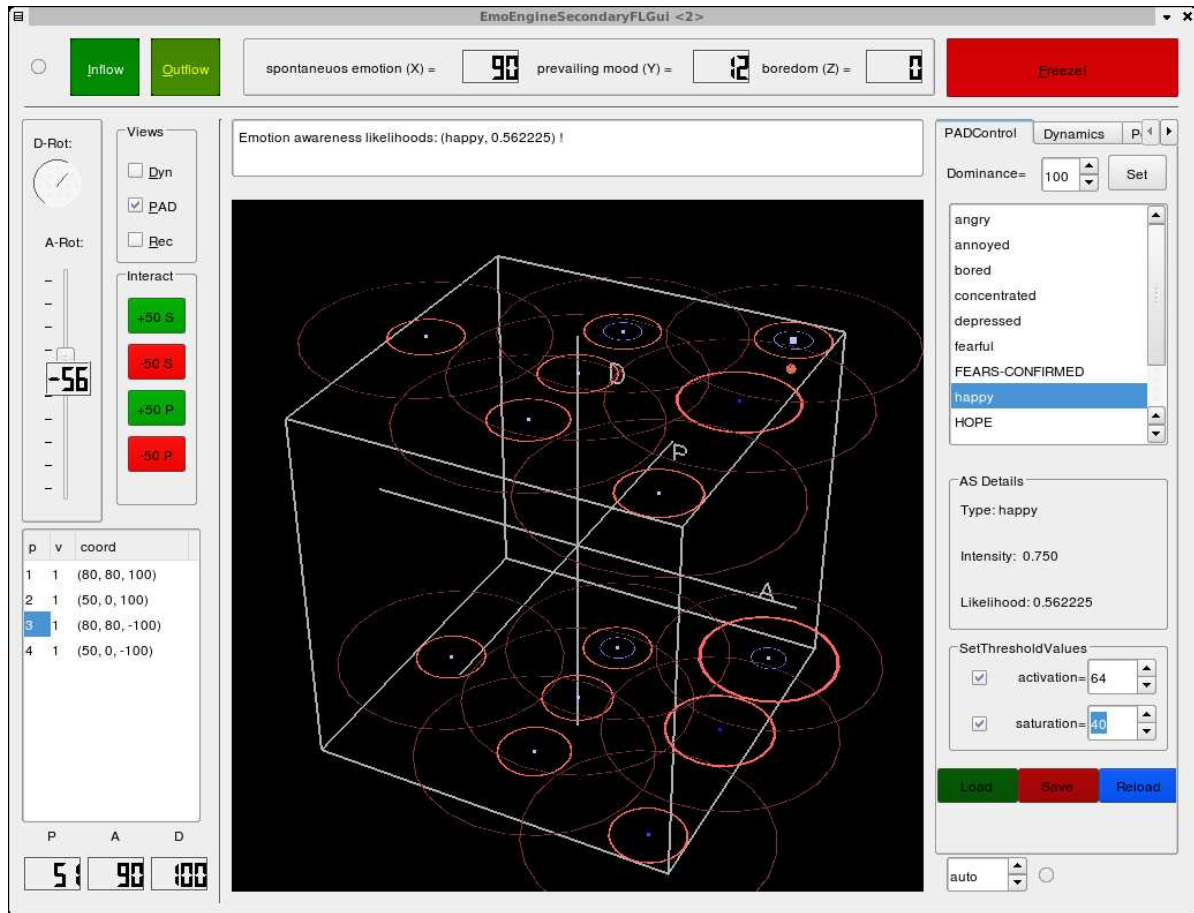 EmoEngineSecondaryFLGui <2>
Inflow
Outflow
spontaneuos emotion (X) = 90 prevailing mood (Y) = 12 boredom (Z) = 0
Freeze!
D-Rot:
A-Rot:
-56
Views
Dyn
PAD
Rec
Interact
+50 S
-50 S
+50 P
-50 P
p v coord
1 1 (80, 80, 100)
2 1 (50, 0, 100)
3 1 (80, 80, -100)
4 1 (50, 0, -100)
P A D
51 90 100
Emotion awareness likelihoods: (happy, 0.562225) !
D
P
A
PADControl Dynamics
Dominance= 100 Set
angry
annoyed
bored
concentrated
depressed
fearful
FEARS-CONFIRMED
happy
HOPE
AS Details
Type: happy
Intensity: 0.750
Likelihood: 0.562225
SetThresholdValues
activation= 64
saturation= 40
Load Save Reload
auto